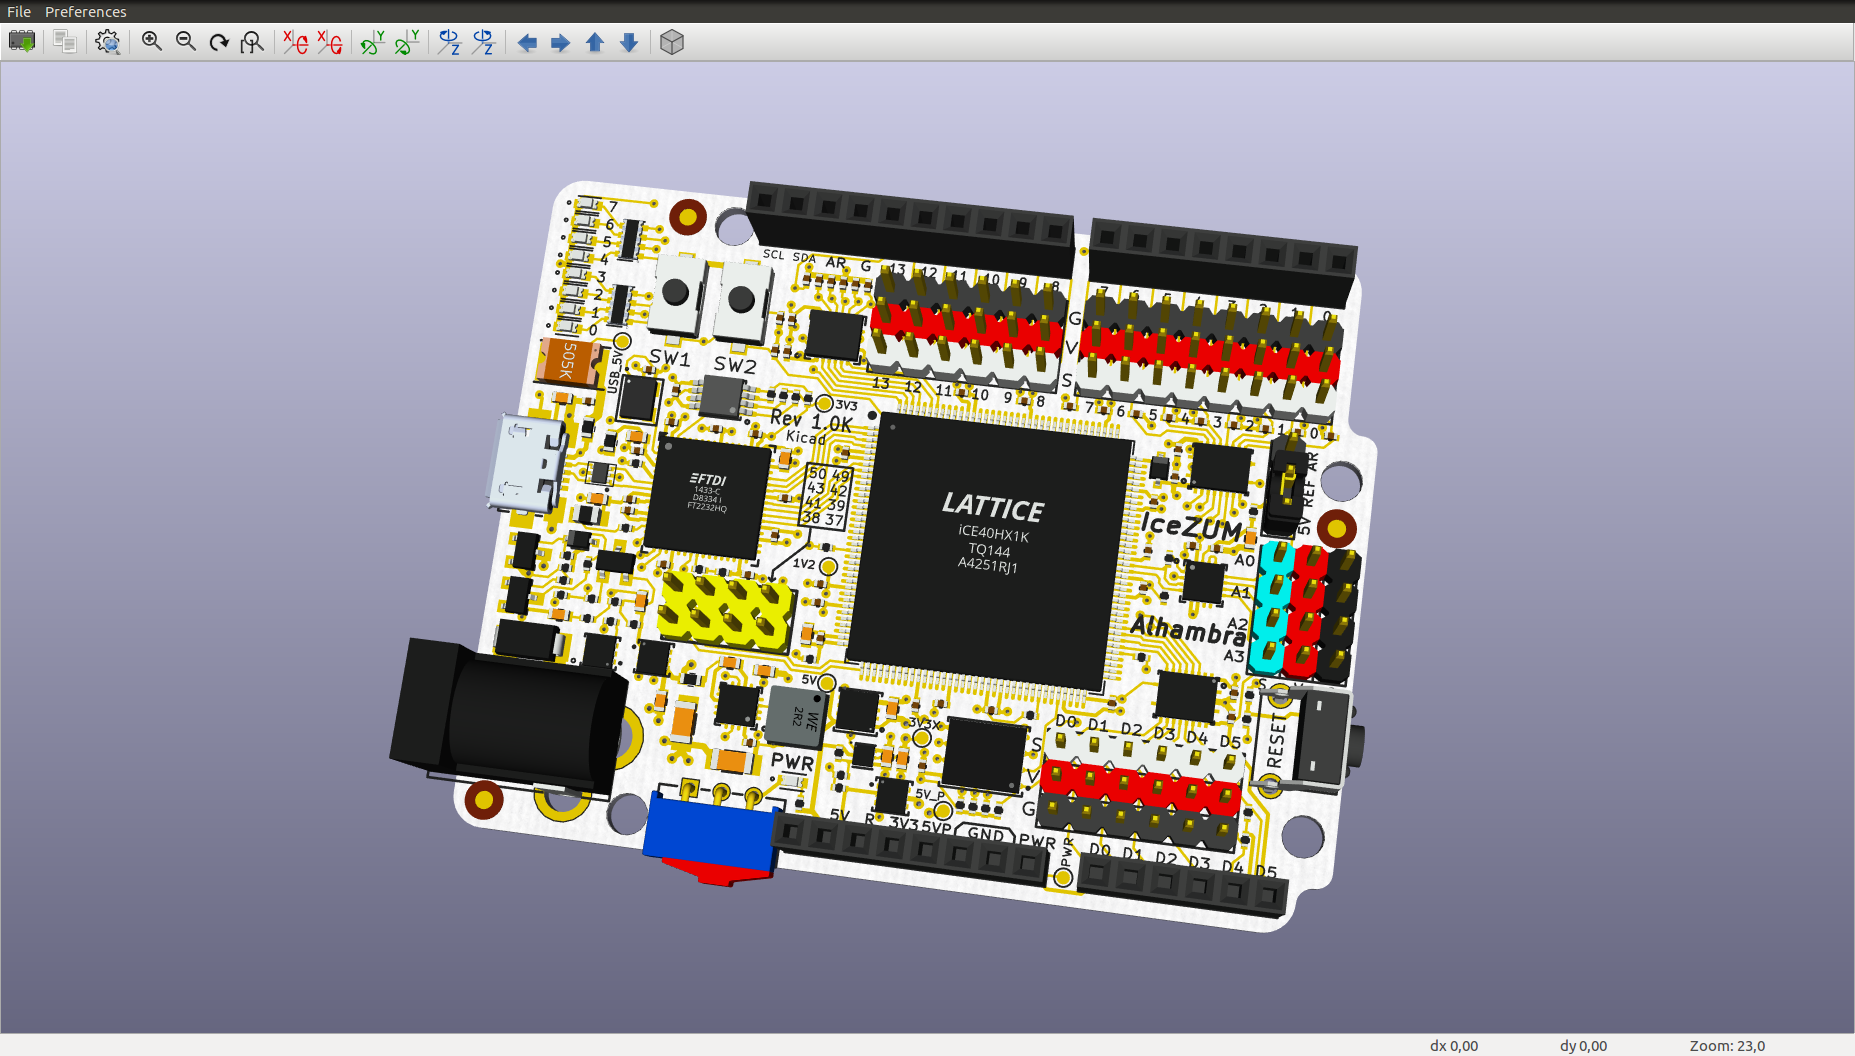 File Preferences
7
6
5
4
3
2
1
0
SCL SDA AR G
13 12 11 10 9 8
7 6 5 4 3 2 1 0
G
V
S
SW1 SW2
505K
USB_5V
13 12 11 10 9 8
7 6 5 4 3 2 1 0
3V3
Rev 1.0K
Kicad
FTDI
1433-C
D8334 i
FT2232HQ
50 49
43 42
41 39
38 37
1V2
LATTICE
iCE40HX1K
TQ144
A4251RJ1
IceZUM
Alhambra
5V REF AR
A0
A1
A2
A3
S
RESET
5V
WE
2R2
3V3X
PWR
5V_P
D0 D1 D2 D3 D4 D5
S
V
G
5V R 3V3 5VP GND PWR
PWR
D0 D1 D2 D3 D4 D5
dx 0,00 dy 0,00 Zoom: 23,0